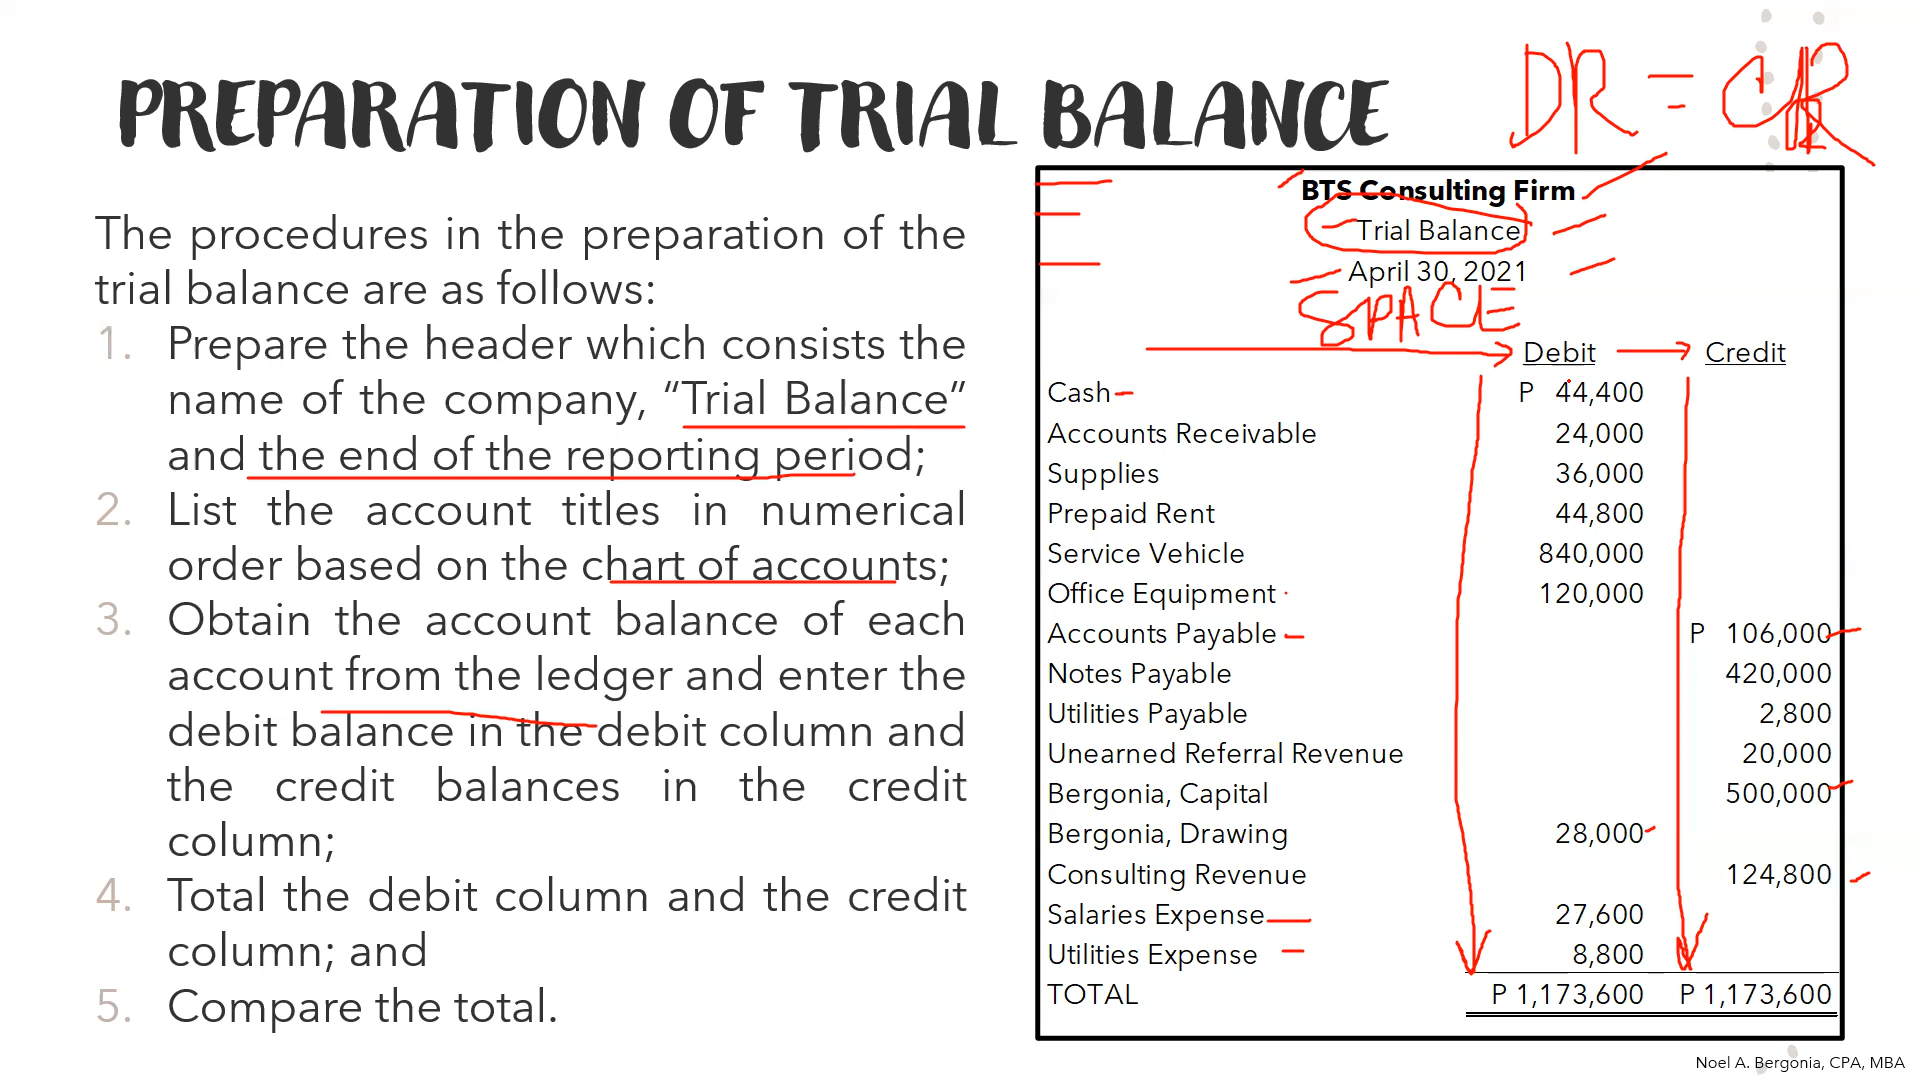 PREPARATION OF TRIAL BALANCE
DR = CR
The procedures in the preparation of the
trial balance are as follows:
1. Prepare the header which consists the
name of the company, “Trial Balance”
and the end of the reporting period;
2. List the account titles in numerical
order based on the chart of accounts;
3. Obtain the account balance of each
account from the ledger and enter the
debit balance in the debit column and
the credit balances in the credit
column;
4. Total the debit column and the credit
column; and
5. Compare the total.
BTS Consulting Firm
Trial Balance
April 30, 2021
SPACE
Debit Credit
Cash P 44,400
Accounts Receivable 24,000
Supplies 36,000
Prepaid Rent 44,800
Service Vehicle 840,000
Office Equipment 120,000
Accounts Payable P 106,000
Notes Payable 420,000
Utilities Payable 2,800
Unearned Referral Revenue 20,000
Bergonia, Capital 500,000
Bergonia, Drawing 28,000
Consulting Revenue 124,800
Salaries Expense 27,600
Utilities Expense 8,800
TOTAL P 1,173,600 P 1,173,600
Noel A. Bergonia, CPA, MBA